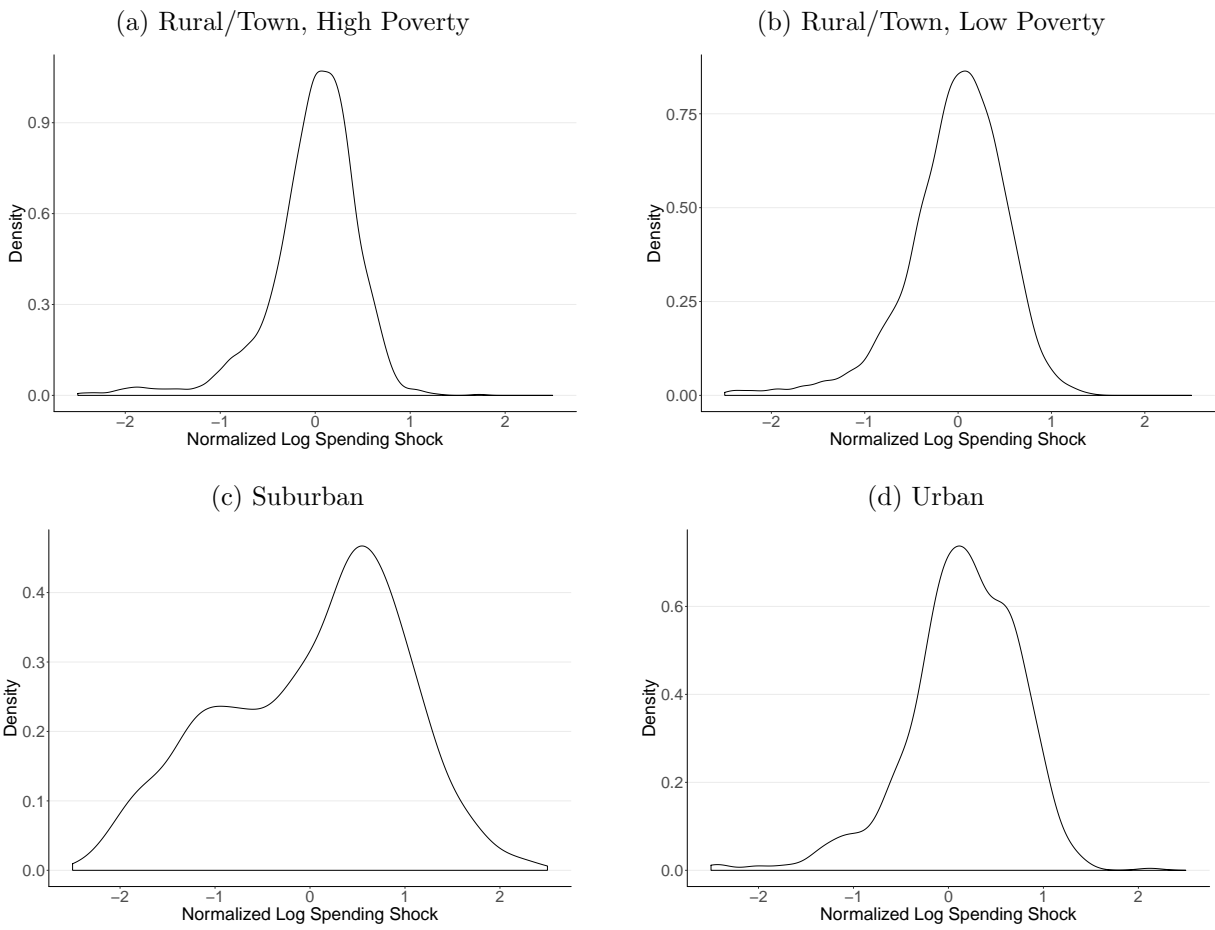 (a) Rural/Town, High Poverty
Density
0.9
0.6
0.3
0.0
−2 −1 0 1 2
Normalized Log Spending Shock
(b) Rural/Town, Low Poverty
Density
0.75
0.50
0.25
0.00
−2 −1 0 1 2
Normalized Log Spending Shock
(c) Suburban
Density
0.4
0.3
0.2
0.1
0.0
−2 −1 0 1 2
Normalized Log Spending Shock
(d) Urban
Density
0.6
0.4
0.2
0.0
−2 −1 0 1 2
Normalized Log Spending Shock